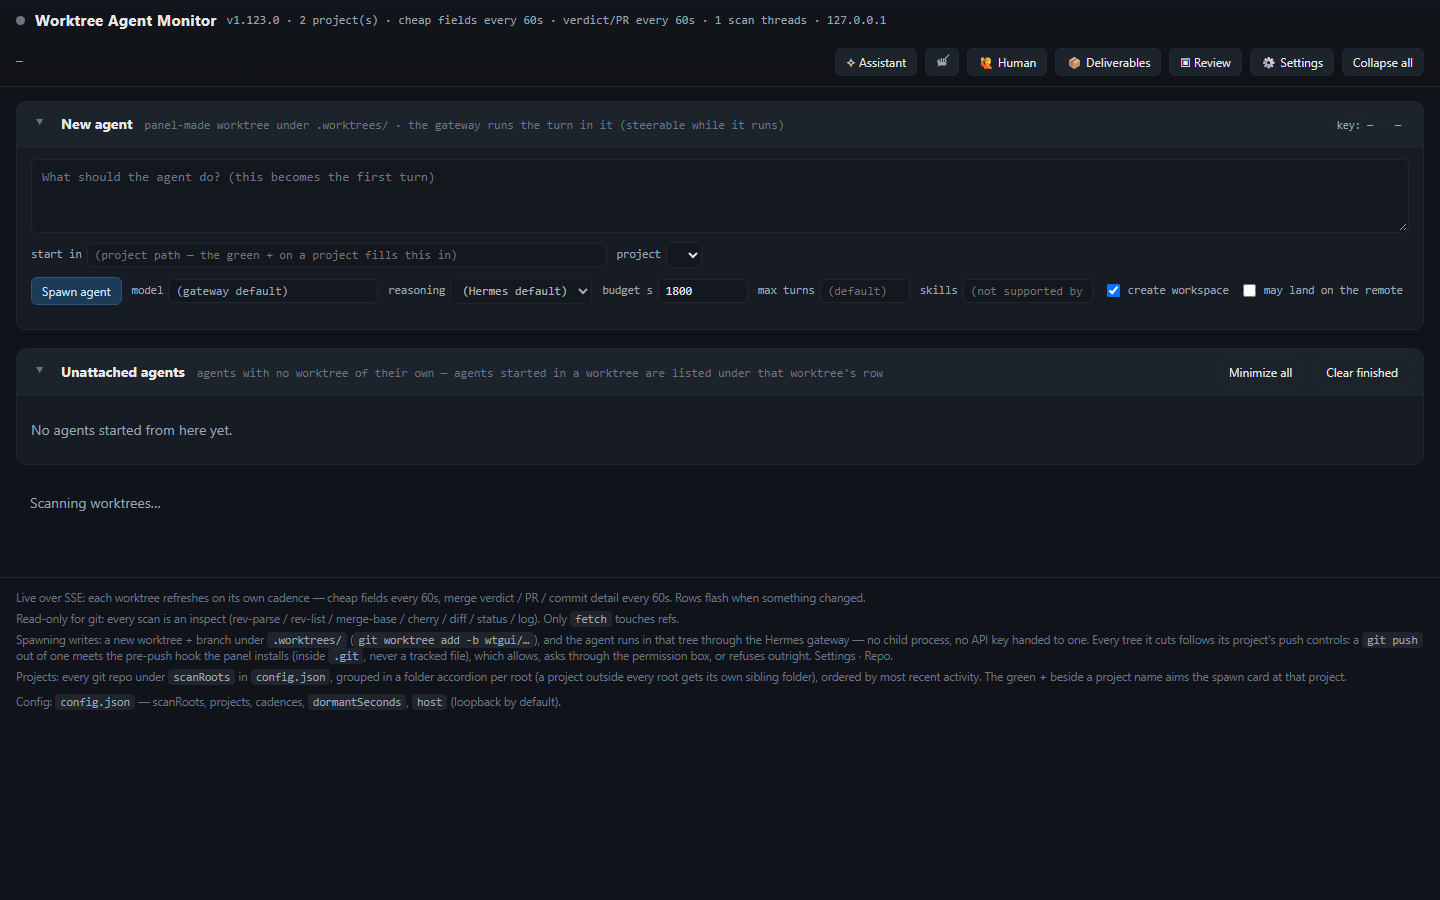 Worktree Agent Monitor v1.123.0 · 2 project(s) · cheap fields every 60s · verdict/PR every 60s · 1 scan threads · 127.0.0.1
–
Assistant
Human
Deliverables
Review
Settings
Collapse all
New agent panel-made worktree under .worktrees/ · the gateway runs the turn in it (steerable while it runs)
key: – –
What should the agent do? (this becomes the first turn)
start in (project path — the green + on a project fills this in) project
Spawn agent model (gateway default) reasoning (Hermes default) budget s 1800 max turns (default) skills (not supported by create workspace may land on the remote
Unattached agents agents with no worktree of their own — agents started in a worktree are listed under that worktree's row
Minimize all Clear finished
No agents started from here yet.
Scanning worktrees...
Live over SSE: each worktree refreshes on its own cadence — cheap fields every 60s, merge verdict / PR / commit detail every 60s. Rows flash when something changed.
Read-only for git: every scan is an inspect (rev-parse / rev-list / merge-base / cherry / diff / status / log). Only fetch touches refs.
Spawning writes: a new worktree + branch under .worktrees/ ( git worktree add -b wtgui/… ), and the agent runs in that tree through the Hermes gateway — no child process, no API key handed to one. Every tree it cuts follows its project's push controls: a git push
out of one meets the pre-push hook the panel installs (inside .git , never a tracked file), which allows, asks through the permission box, or refuses outright. Settings · Repo.
Projects: every git repo under scanRoots in config.json , grouped in a folder accordion per root (a project outside every root gets its own sibling folder), ordered by most recent activity. The green + beside a project name aims the spawn card at that project.
Config: config.json — scanRoots, projects, cadences, dormantSeconds , host (loopback by default).